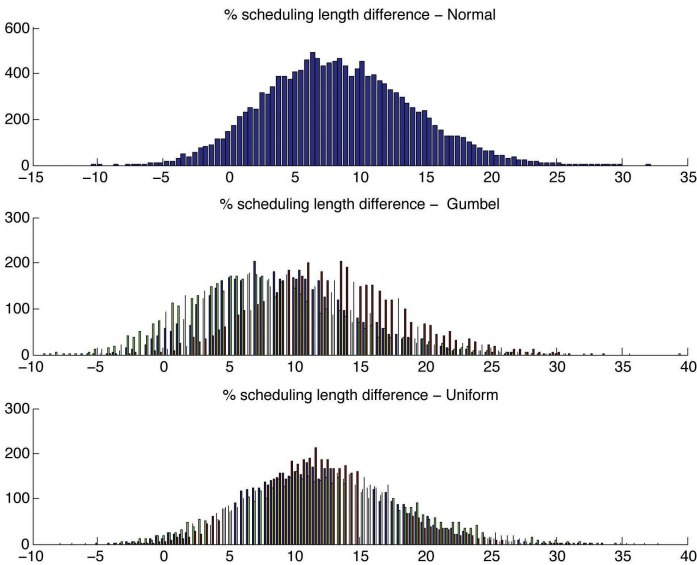 % scheduling length difference – Normal
600
400
200
0
−15 −10 −5 0 5 10 15 20 25 30 35
% scheduling length difference – Gumbel
300
200
100
0
−10 −5 0 5 10 15 20 25 30 35 40
% scheduling length difference – Uniform
300
200
100
0
−10 −5 0 5 10 15 20 25 30 35 40